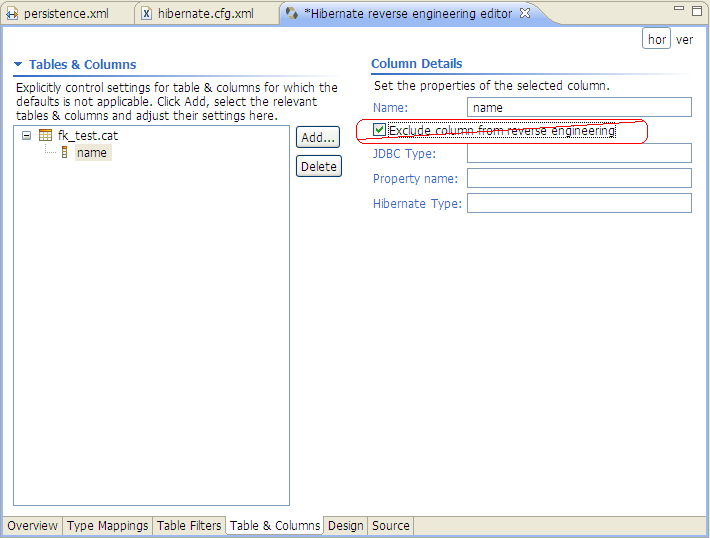 persistence.xml
hibernate.cfg.xml
*Hibernate reverse engineering editor
hor
ver
Tables & Columns
Explicitly control settings for table & columns for which the
defaults is not applicable. Click Add, select the relevant
tables & columns and adjust their settings here.
fk_test.cat
name
Add...
Delete
Column Details
Set the properties of the selected column.
Name:
name
Exclude column from reverse engineering
JDBC Type:
Property name:
Hibernate Type:
Overview
Type Mappings
Table Filters
Table & Columns
Design
Source